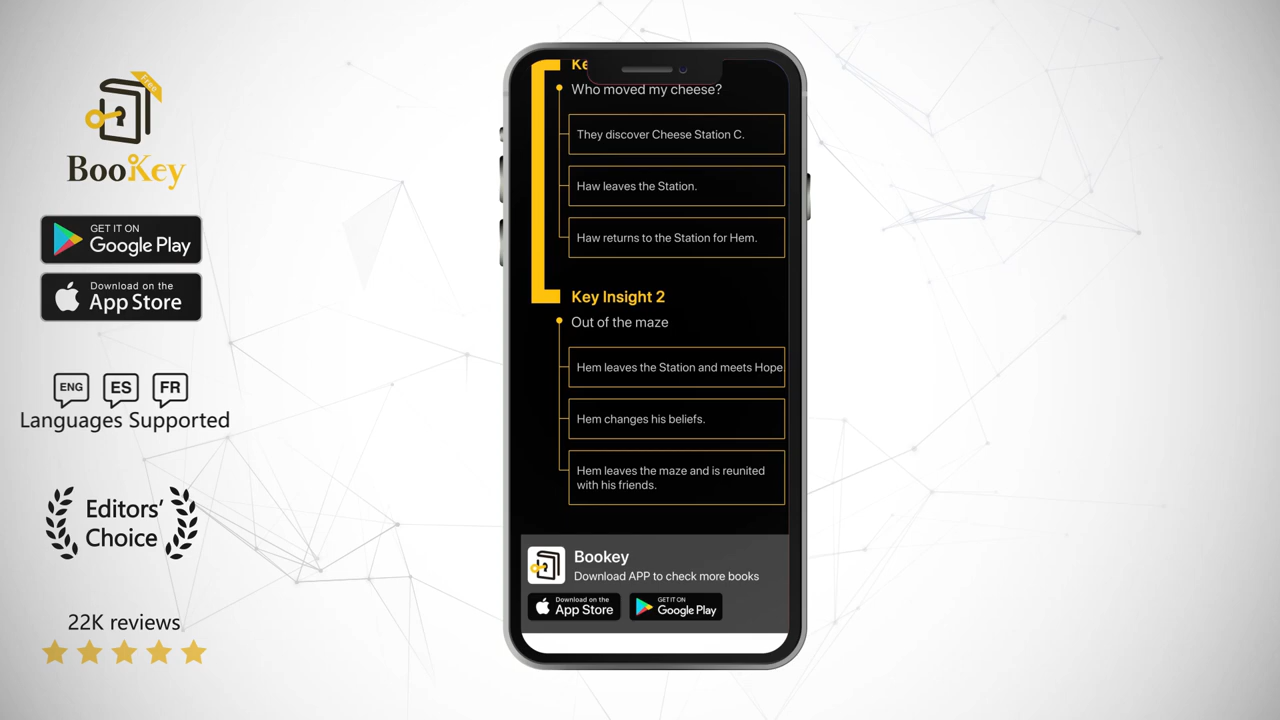 Free
BooKey
GET IT ON
Google Play
Download on the
App Store
ENG ES FR
Languages Supported
Editors'
Choice
22K reviews
Who moved my cheese?
They discover Cheese Station C.
Haw leaves the Station.
Haw returns to the Station for Hem.
Key Insight 2
Out of the maze
Hem leaves the Station and meets Hope
Hem changes his beliefs.
Hem leaves the maze and is reunited
with his friends.
Bookey
Download APP to check more books
Download on the
App Store
GET IT ON
Google Play